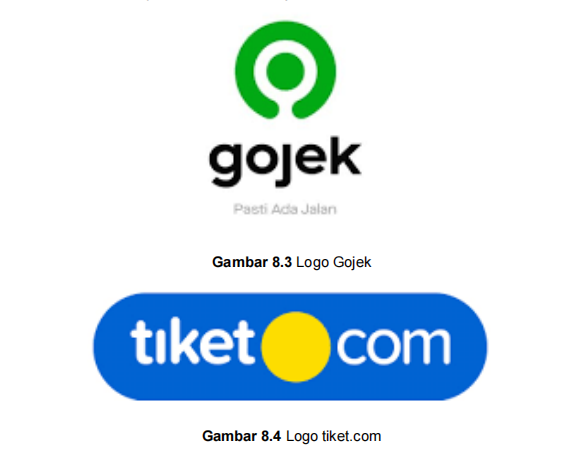 gojek
Pasti Ada Jalan
Gambar 8.3 Logo Gojek
tiket com
Gambar 8.4 Logo tiket.com